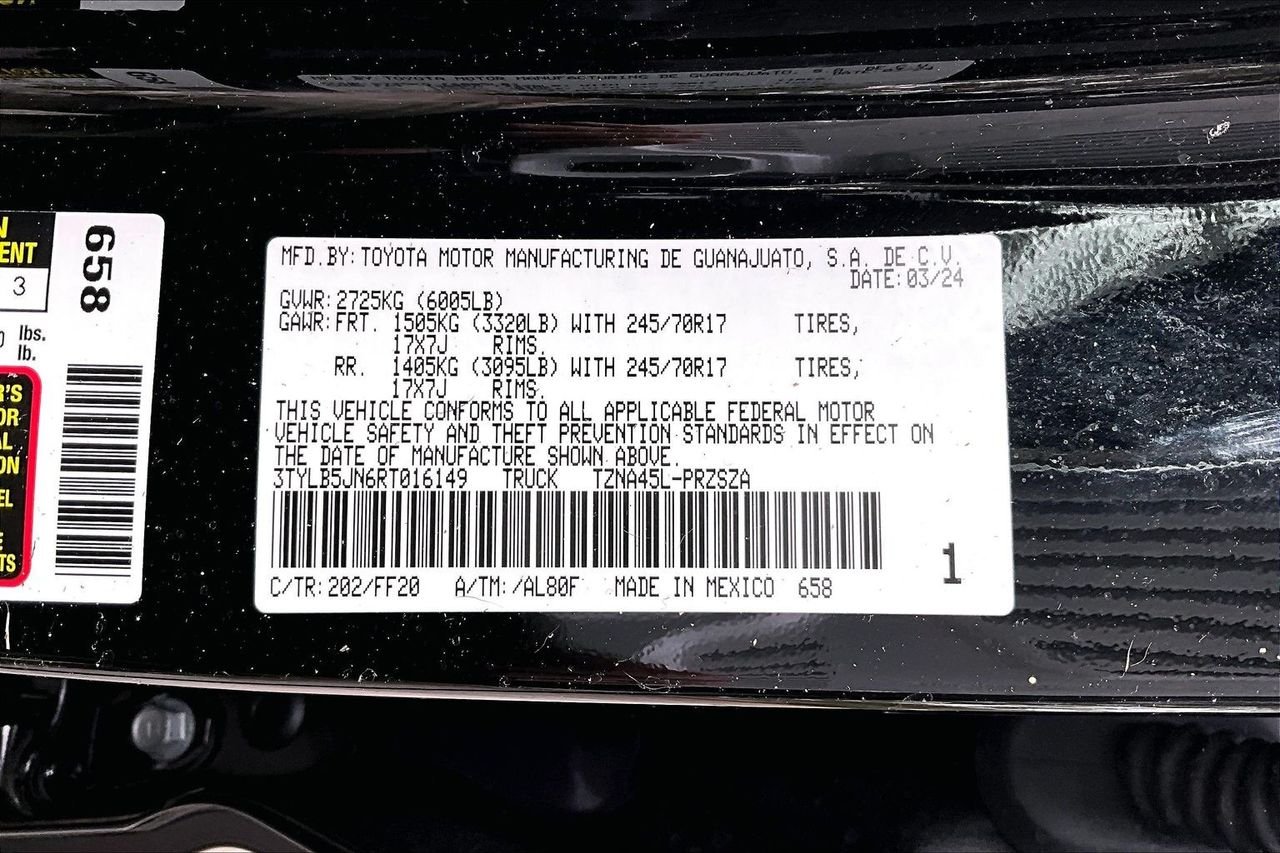 MFD. BY: TOYOTA MOTOR MANUFACTURING DE GUANAJUATO, S.A. DE C.V.
DATE: 03/24
GVWR: 2725KG (6005LB)
GAWR: FRT. 1505KG (3320LB) WITH 245/70R17 TIRES,
17X7J RIMS.
RR. 1405KG (3095LB) WITH 245/70R17 TIRES,
17X7J RIMS.
THIS VEHICLE CONFORMS TO ALL APPLICABLE FEDERAL MOTOR
VEHICLE SAFETY AND THEFT PREVENTION STANDARDS IN EFFECT ON
THE DATE OF MANUFACTURE SHOWN ABOVE.
3TYLB5JN6RT016149 TRUCK TZNA45L-PRZSZA
C/TR: 202/FF20 A/TM: /AL80F MADE IN MEXICO 658
1
658
3
lbs.
lb.